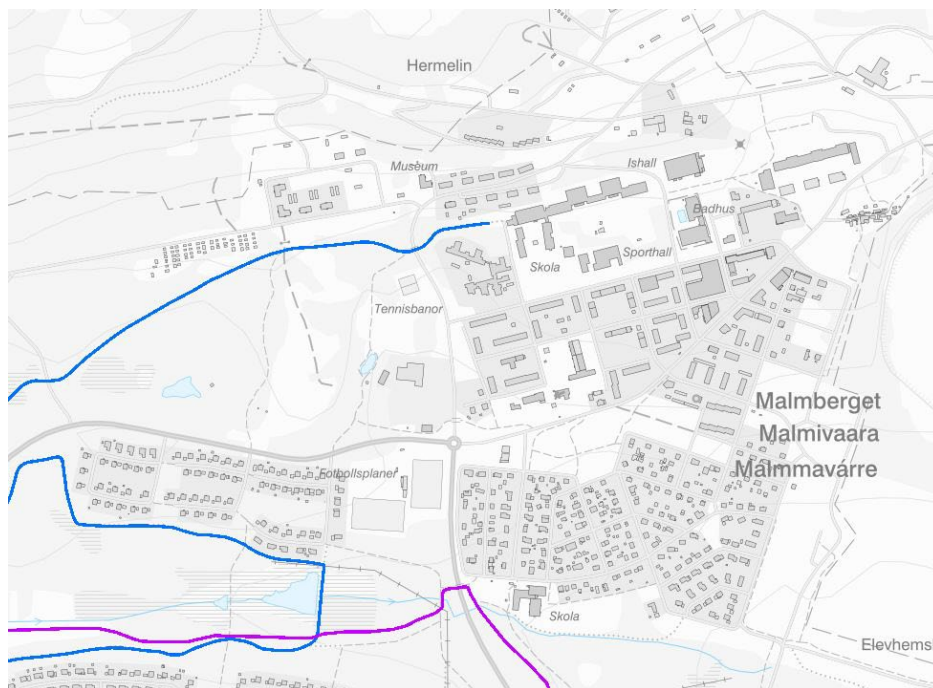 Hermelin
Museum
Ishall
Badhus
Skola
Sporthall
Tennisbanor
Malmberget
Malmivaara
Malmmavárre
Fotbollsplaner
Skola
Elevhems